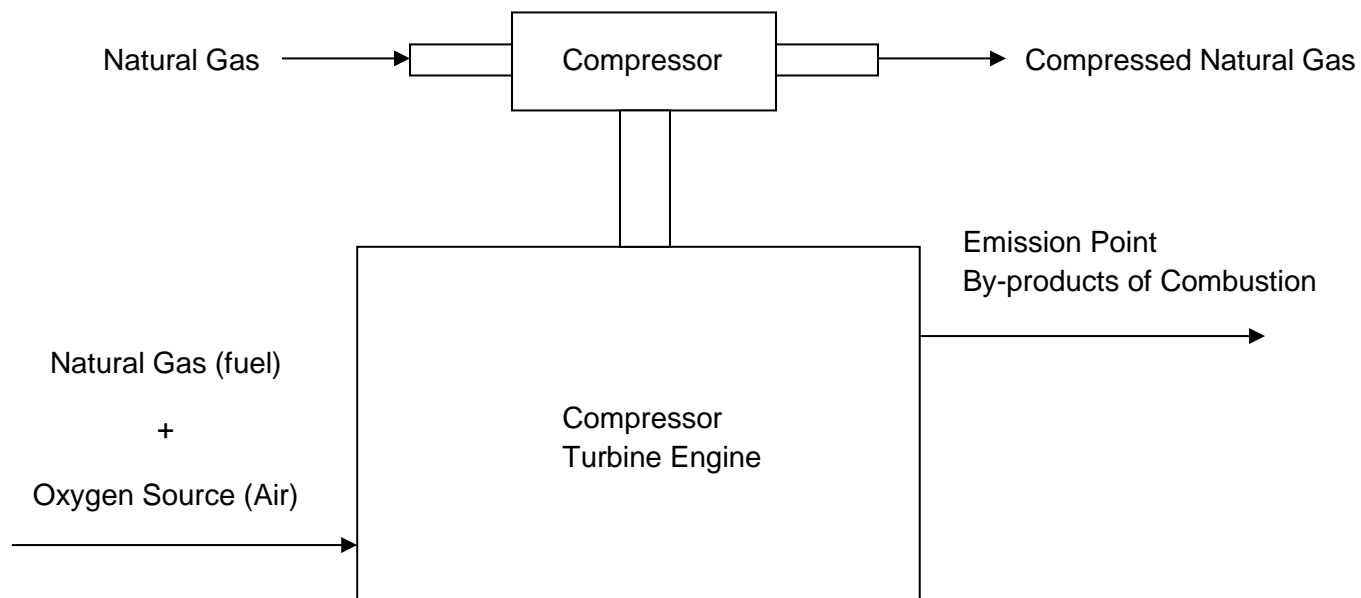 Natural Gas
Compressor
Compressed Natural Gas
Emission Point
By-products of Combustion
Natural Gas (fuel)
+
Oxygen Source (Air)
Compressor
Turbine Engine